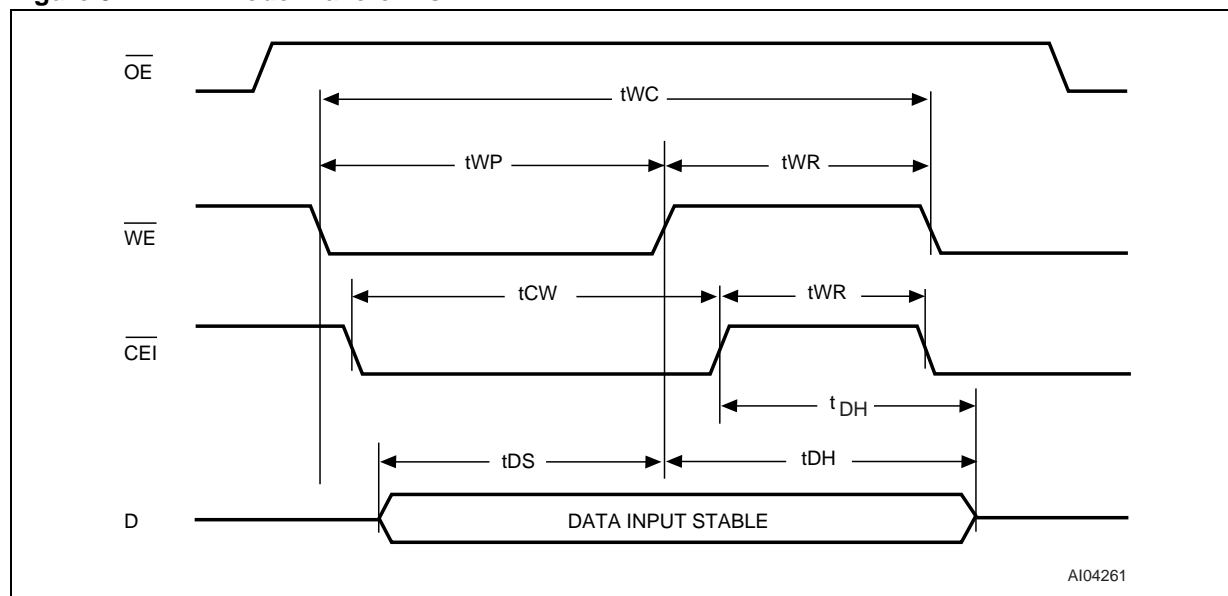 OE
tWC
tWP
tWR
WE
tCW
tWR
CEI
t DH
tDS
tDH
D
DATA INPUT STABLE
AI04261